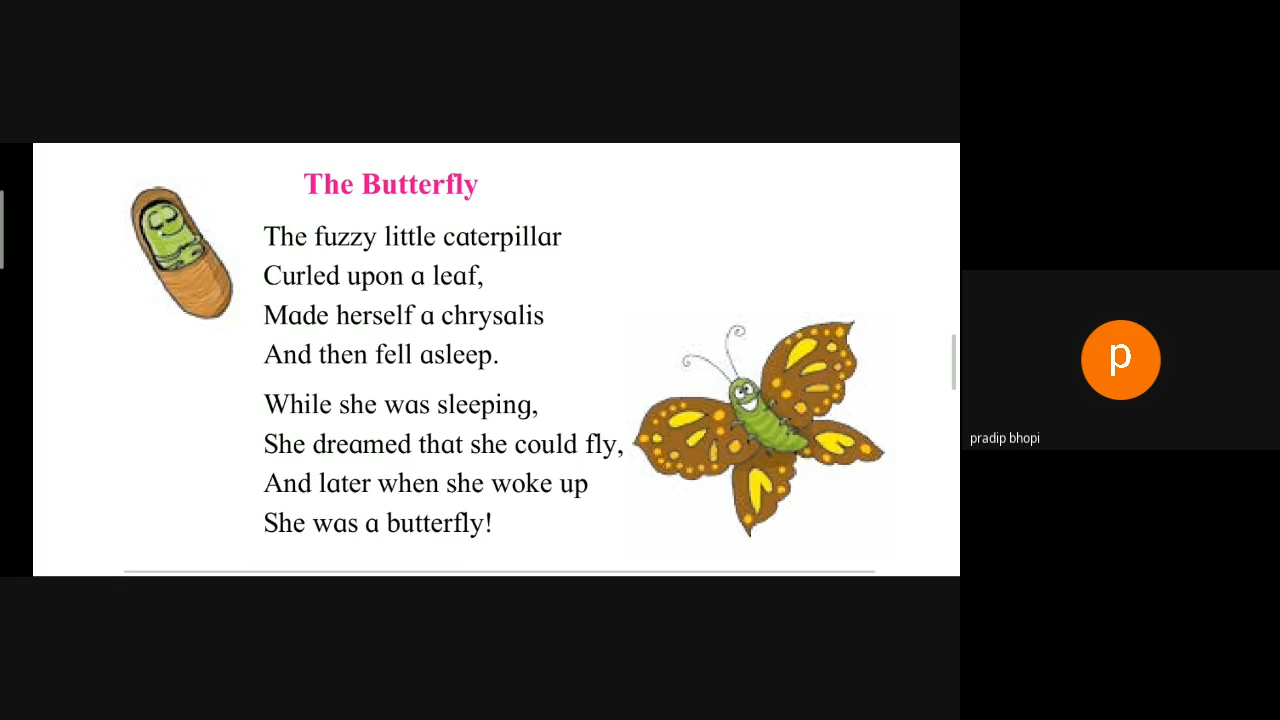 The Butterfly
The fuzzy little caterpillar
Curled upon a leaf,
Made herself a chrysalis
And then fell asleep.
While she was sleeping,
She dreamed that she could fly,
And later when she woke up
She was a butterfly!
p
pradip bhopi